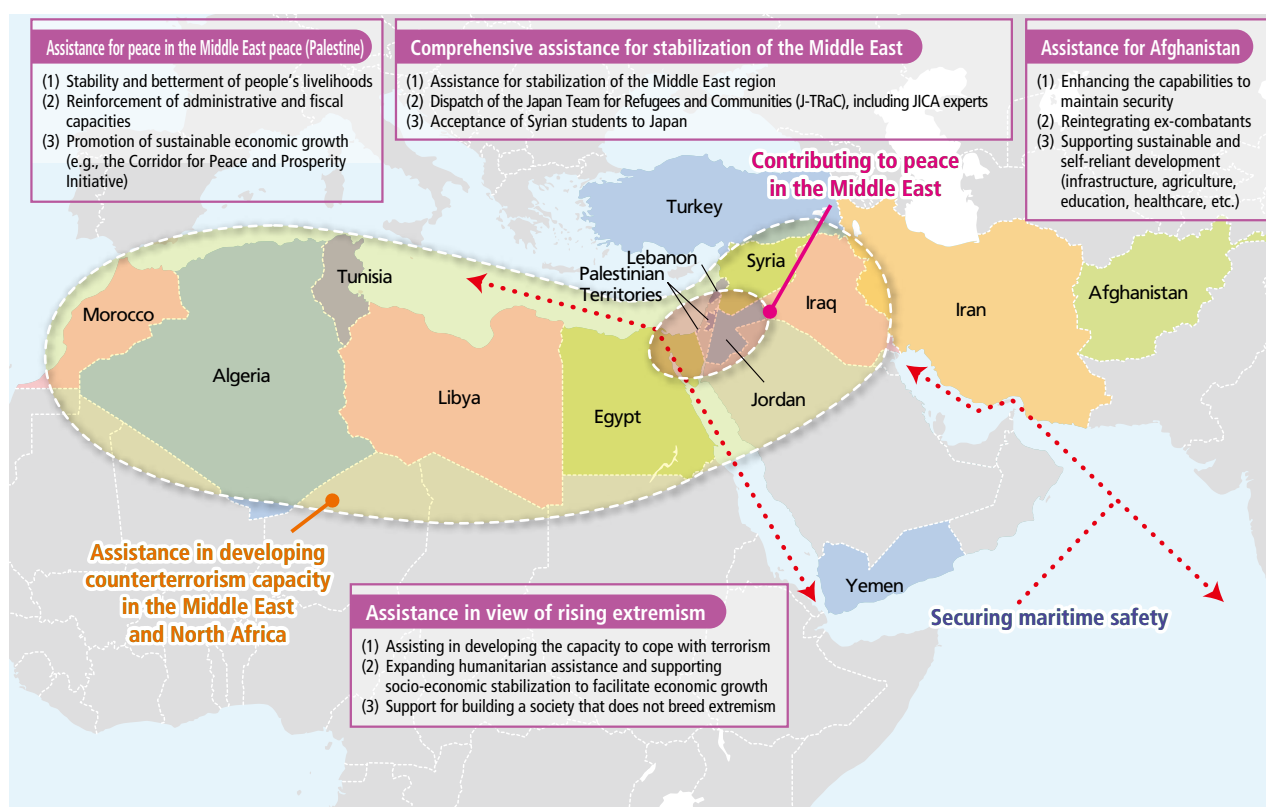 Assistance for peace in the Middle East peace (Palestine)
(1) Stability and betterment of people's livelihoods
(2) Reinforcement of administrative and fiscal
capacities
(3) Promotion of sustainable economic growth
(e.g., the Corridor for Peace and Prosperity
Initiative)
Comprehensive assistance for stabilization of the Middle East
(1) Assistance for stabilization of the Middle East region
(2) Dispatch of the Japan Team for Refugees and Communities (J-TRaC), including JICA experts
(3) Acceptance of Syrian students to Japan
Assistance for Afghanistan
(1) Enhancing the capabilities to
maintain security
(2) Reintegrating ex-combatants
(3) Supporting sustainable and
self-reliant development
(infrastructure, agriculture,
education, healthcare, etc.)
Contributing to peace
in the Middle East
Turkey
Lebanon
Syria
Palestinian
Territories
Tunisia
Morocco
Iraq
Iran
Afghanistan
Algeria
Libya
Egypt
Jordan
Yemen
Assistance in developing
counterterrorism capacity
in the Middle East
and North Africa
Securing maritime safety
Assistance in view of rising extremism
(1) Assisting in developing the capacity to cope with terrorism
(2) Expanding humanitarian assistance and supporting
socio-economic stabilization to facilitate economic growth
(3) Support for building a society that does not breed extremism